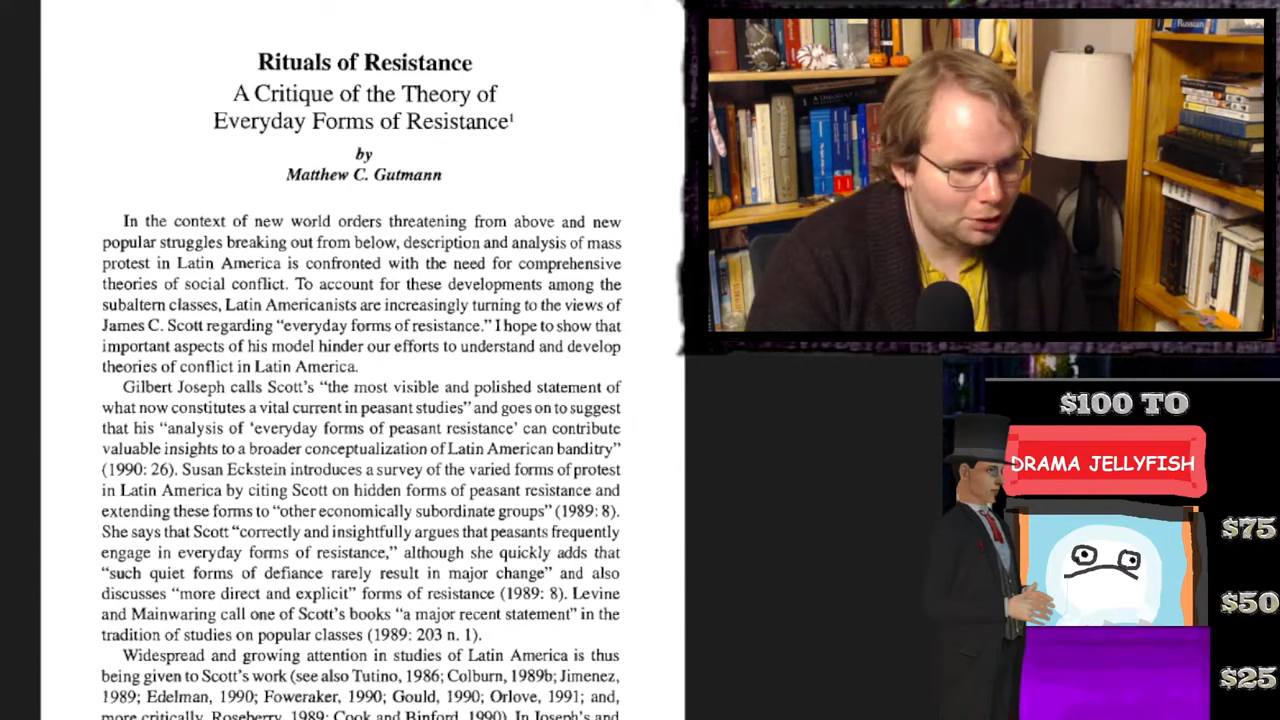 Rituals of Resistance
A Critique of the Theory of
Everyday Forms of Resistance¹
by
Matthew C. Gutmann
In the context of new world orders threatening from above and new
popular struggles breaking out from below, description and analysis of mass
protest in Latin America is confronted with the need for comprehensive
theories of social conflict. To account for these developments among the
subaltern classes, Latin Americanists are increasingly turning to the views of
James C. Scott regarding “everyday forms of resistance.” I hope to show that
important aspects of his model hinder our efforts to understand and develop
theories of conflict in Latin America.
Gilbert Joseph calls Scott’s “the most visible and polished statement of
what now constitutes a vital current in peasant studies” and goes on to suggest
that his “analysis of ‘everyday forms of peasant resistance’ can contribute
valuable insights to a broader conceptualization of Latin American banditry”
(1990: 26). Susan Eckstein introduces a survey of the varied forms of protest
in Latin America by citing Scott on hidden forms of peasant resistance and
extending these forms to “other economically subordinate groups” (1989: 8).
She says that Scott “correctly and insightfully argues that peasants frequently
engage in everyday forms of resistance,” although she quickly adds that
“such quiet forms of defiance rarely result in major change” and also
discusses “more direct and explicit” forms of resistance (1989: 8). Levine
and Mainwaring call one of Scott’s books “a major recent statement” in the
tradition of studies on popular classes (1989: 203 n. 1).
Widespread and growing attention in studies of Latin America is thus
being given to Scott’s work (see also Tutino, 1986; Colburn, 1989b; Jimenez,
1989; Edelman, 1990; Foweraker, 1990; Gould, 1990; Orlove, 1991; and,
more critically, Roseberry, 1989; Cook and Binford, 1990). In Joseph’s and
Russian
$100 TO
DRAMA JELLYFISH
$75
$50
$25